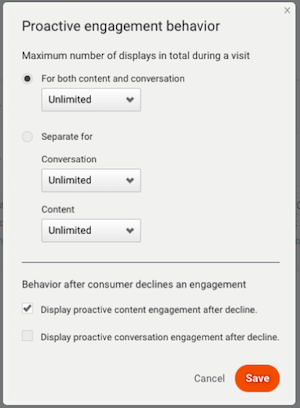 Proactive engagement behavior
Maximum number of displays in total during a visit
For both content and conversation
Unlimited
Separate for
Conversation
Unlimited
Content
Unlimited
Behavior after consumer declines an engagement
Display proactive content engagement after decline.
Display proactive conversation engagement after decline.
Cancel Save